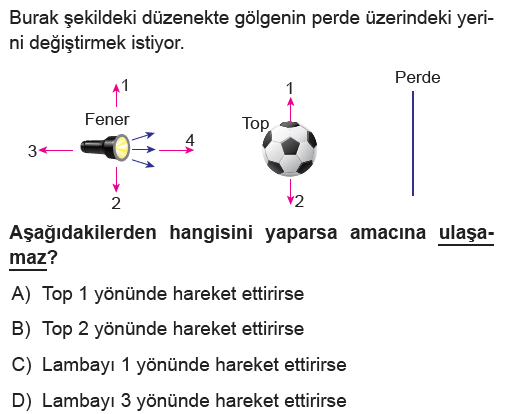 Burak şekildeki düzenekte gölgenin perde üzerindeki yeri-
ni değiştirmek istiyor.
1
1
Perde
Fener
Top
3
4
2
2
Aşağıdakilerden hangisini yaparsa amacına ulaşa-
maz?
A) Top 1 yönünde hareket ettirirse
B) Top 2 yönünde hareket ettirirse
C) Lambayı 1 yönünde hareket ettirirse
D) Lambayı 3 yönünde hareket ettirirse